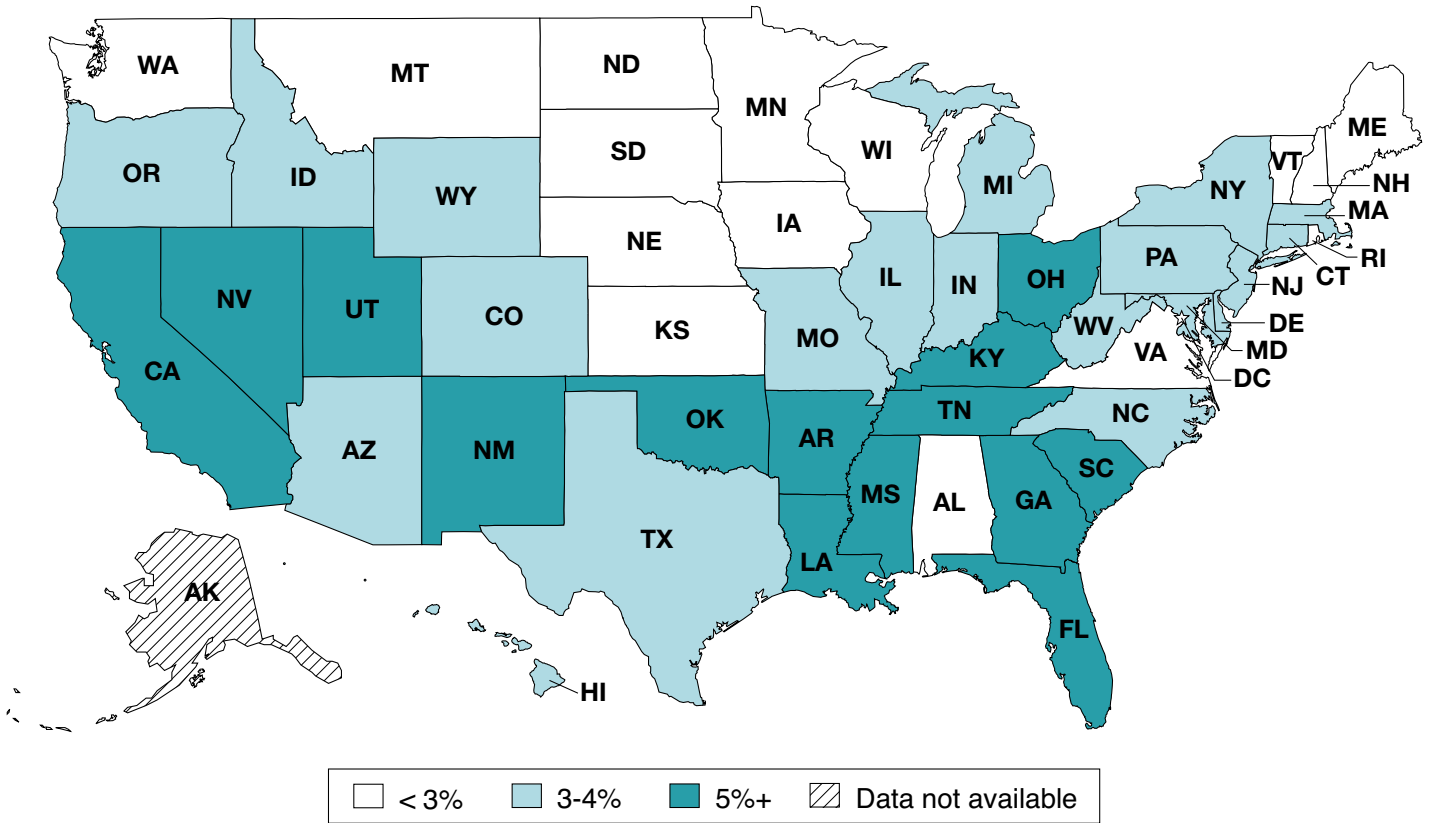 WA
MT
ND
MN
ME
SD
WI
VT
OR
ID
WY
MI
NY
NH
MA
IA
NE
PA
RI
CT
NV
UT
CO
IL
IN
OH
NJ
KS
MO
WV
DE
VA
MD
CA
KY
DC
TN
NC
AZ
NM
OK
AR
SC
MS
AL
GA
TX
LA
AK
FL
HI
< 3%
3-4%
5%+
Data not available